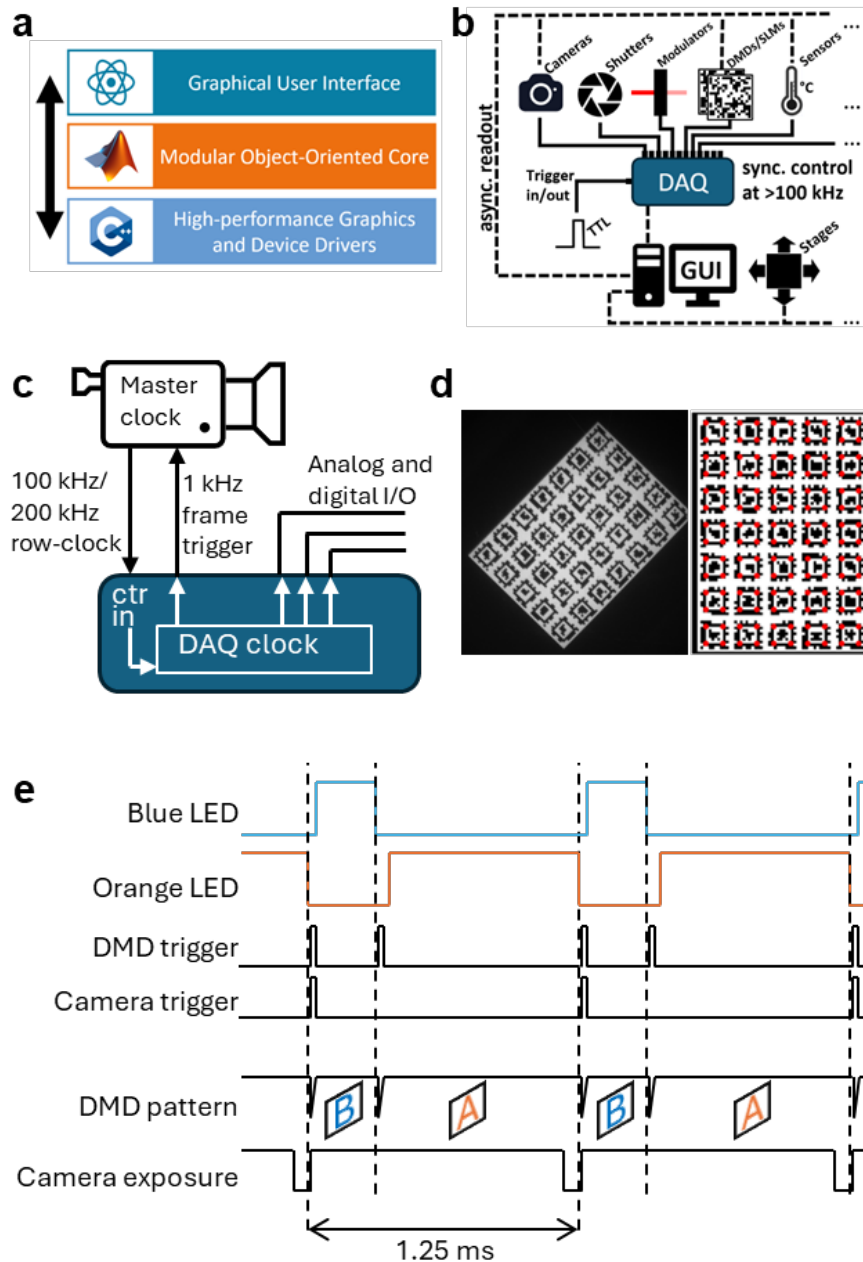 a
Graphical User Interface
Modular Object-Oriented Core
C++
High-performance Graphics
and Device Drivers
b
async. readout
Cameras
Shutters
Modulators
DMDs/SLMs
Sensors
...
°C
...
...
Trigger
in/out
TTL
DAQ
sync. control
at >100 kHz
GUI
Stages
...
c
Master
clock
100 kHz/
200 kHz
row-clock
1 kHz
frame
trigger
Analog and
digital I/O
ctr
in
DAQ clock
d
e
Blue LED
Orange LED
DMD trigger
Camera trigger
DMD pattern
B
A
B
A
Camera exposure
1.25 ms